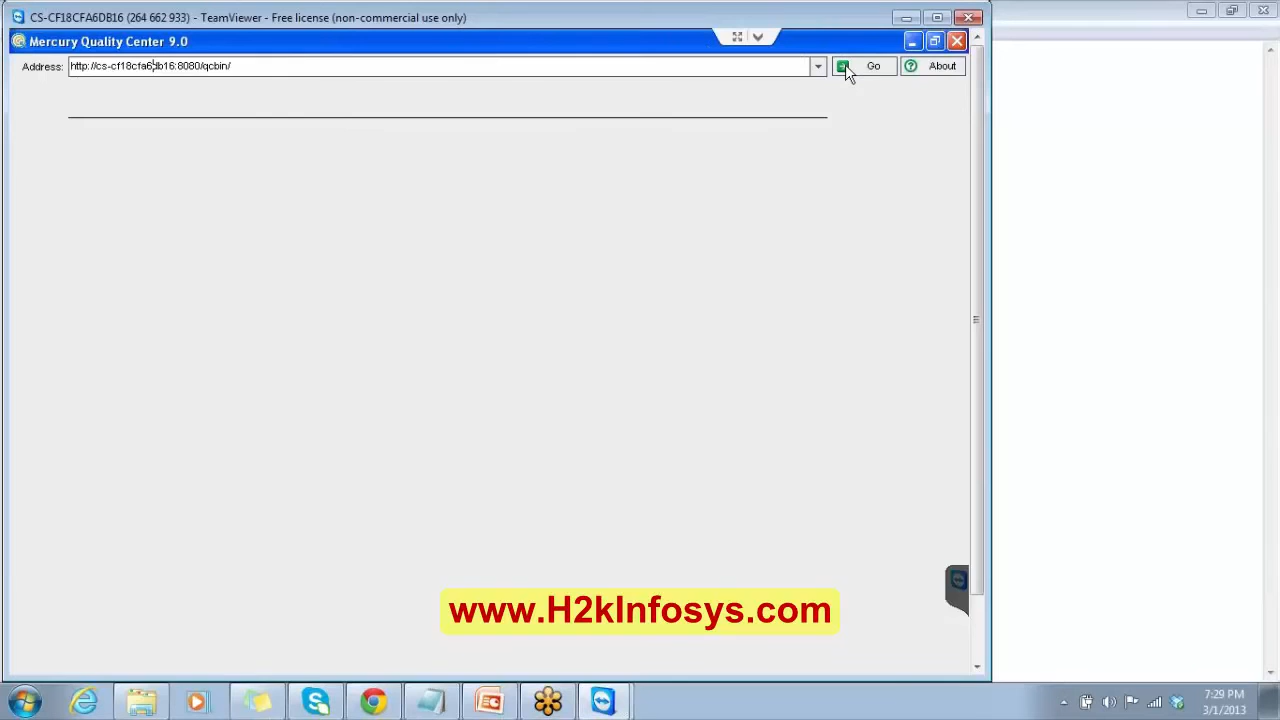 CS-CF18CFA6DB16 (264 662 933) - TeamViewer - Free license (non-commercial use only)
Mercury Quality Center 9.0
Address: http://cs-cf18cfa6db16:8080/qcbin/ Go About
www.H2kInfosys.com
7:29 PM
3/1/2013